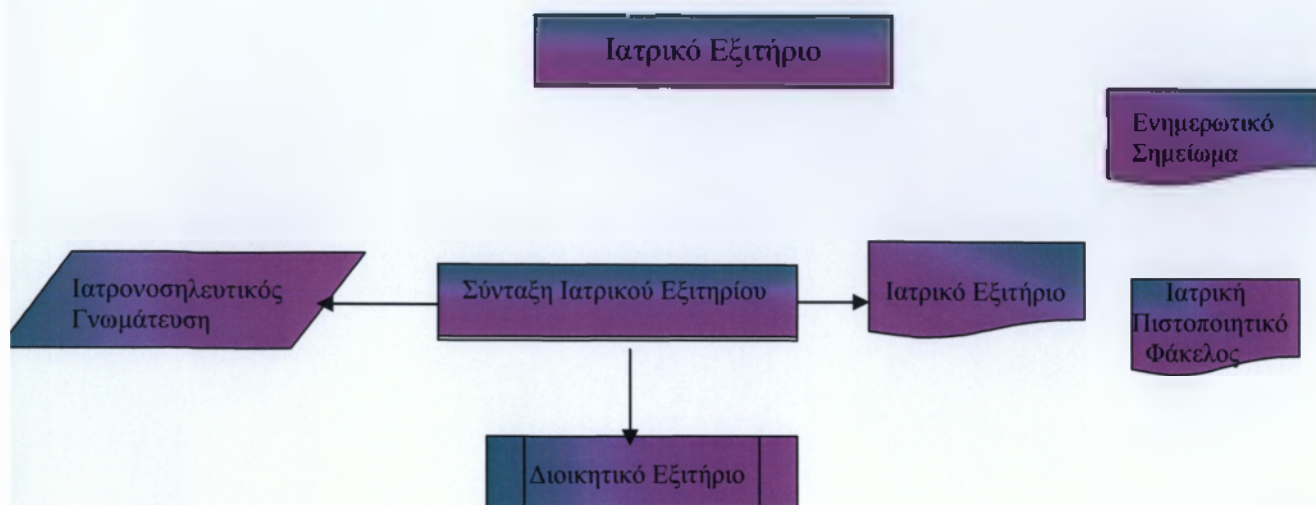 Ιατρικό Εξιτήριο
Ενημερωτικό
Σημείωμα
Ιατρονοσηλευτικός
Γνωμάτευση
Σύνταξη Ιατρικού Εξιτηρίου
Ιατρικό Εξιτήριο
Ιατρική
Πιστοποιητικό
Φάκελος
Διοικητικό Εξιτήριο